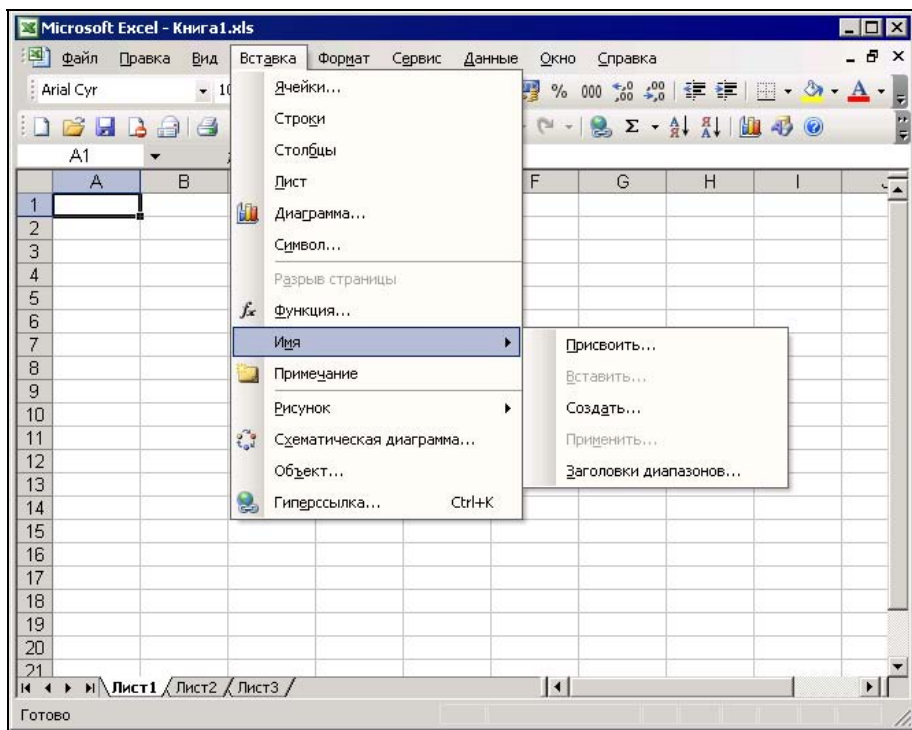 Microsoft Excel - Книга1.xls
Файл Правка Вид Вставка Формат Сервис Данные Окно Справка
Arial Cyr % 000
A1
A B F G H I
Ячейки...
Строки
Столбцы
Лист
Диаграмма...
Символ...
Разрыв страницы
Функция...
Имя
Примечание
Рисунок
Схематическая диаграмма...
Объект...
Гиперссылка... Ctrl+K
Присвоить...
Вставить...
Создать...
Применить...
Заголовки диапазонов...
1
2
3
4
5
6
7
8
9
10
11
12
13
14
15
16
17
18
19
20
21
Лист1 Лист2 Лист3
Готово